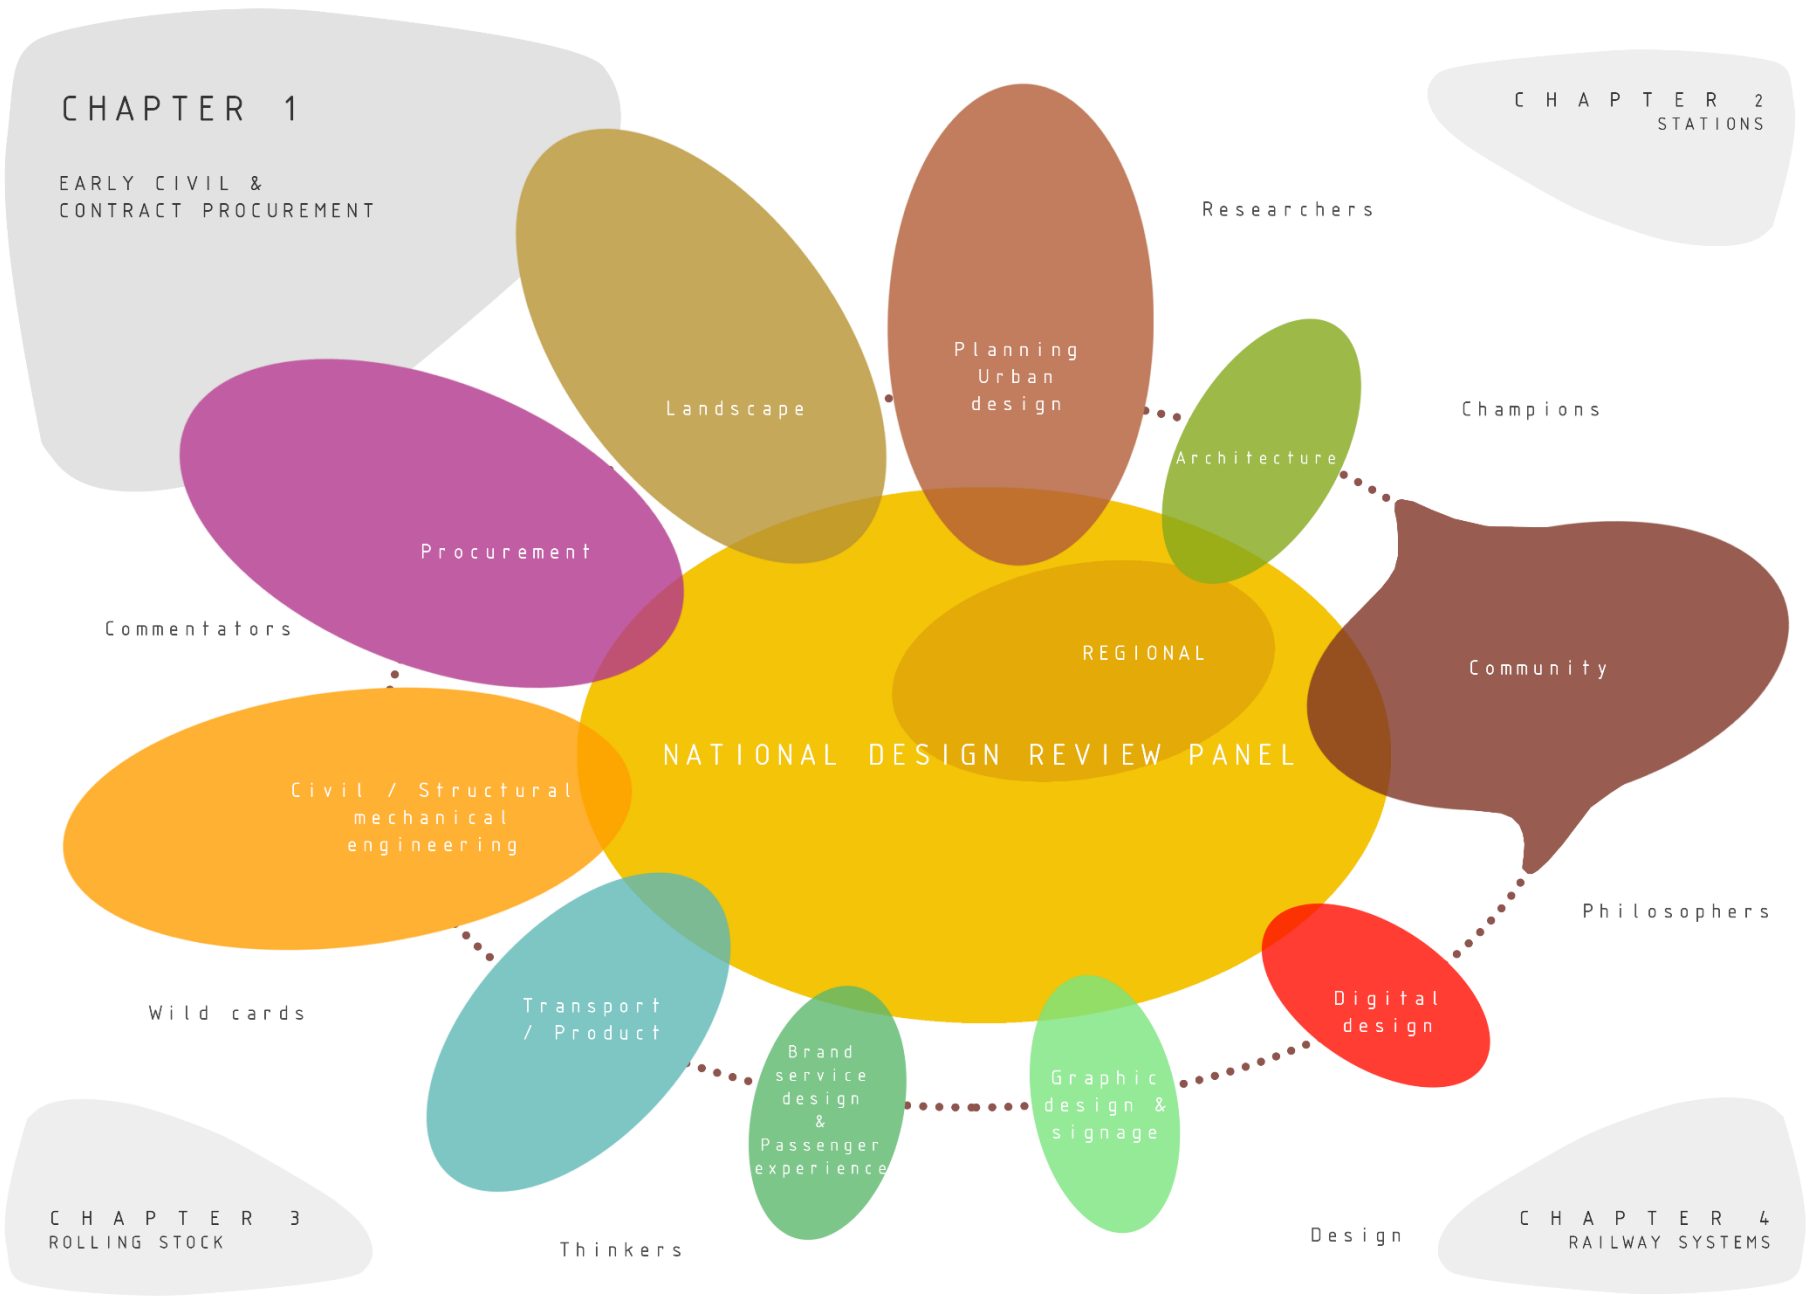 CHAPTER 1
EARLY CIVIL &
CONTRACT PROCUREMENT
CHAPTER 2
STATIONS
Researchers
Planning
Urban
design
Landscape
Champions
Architecture
Procurement
Commentators
REGIONAL
Community
NATIONAL DESIGN REVIEW PANEL
Civil / Structural
mechanical
engineering
Philosophers
Wild cards
Transport
/ Product
Digital
design
Brand
service
design
&
Passenger
experience
Graphic
design &
signage
CHAPTER 3
ROLLING STOCK
Thinkers
Design
CHAPTER 4
RAILWAY SYSTEMS